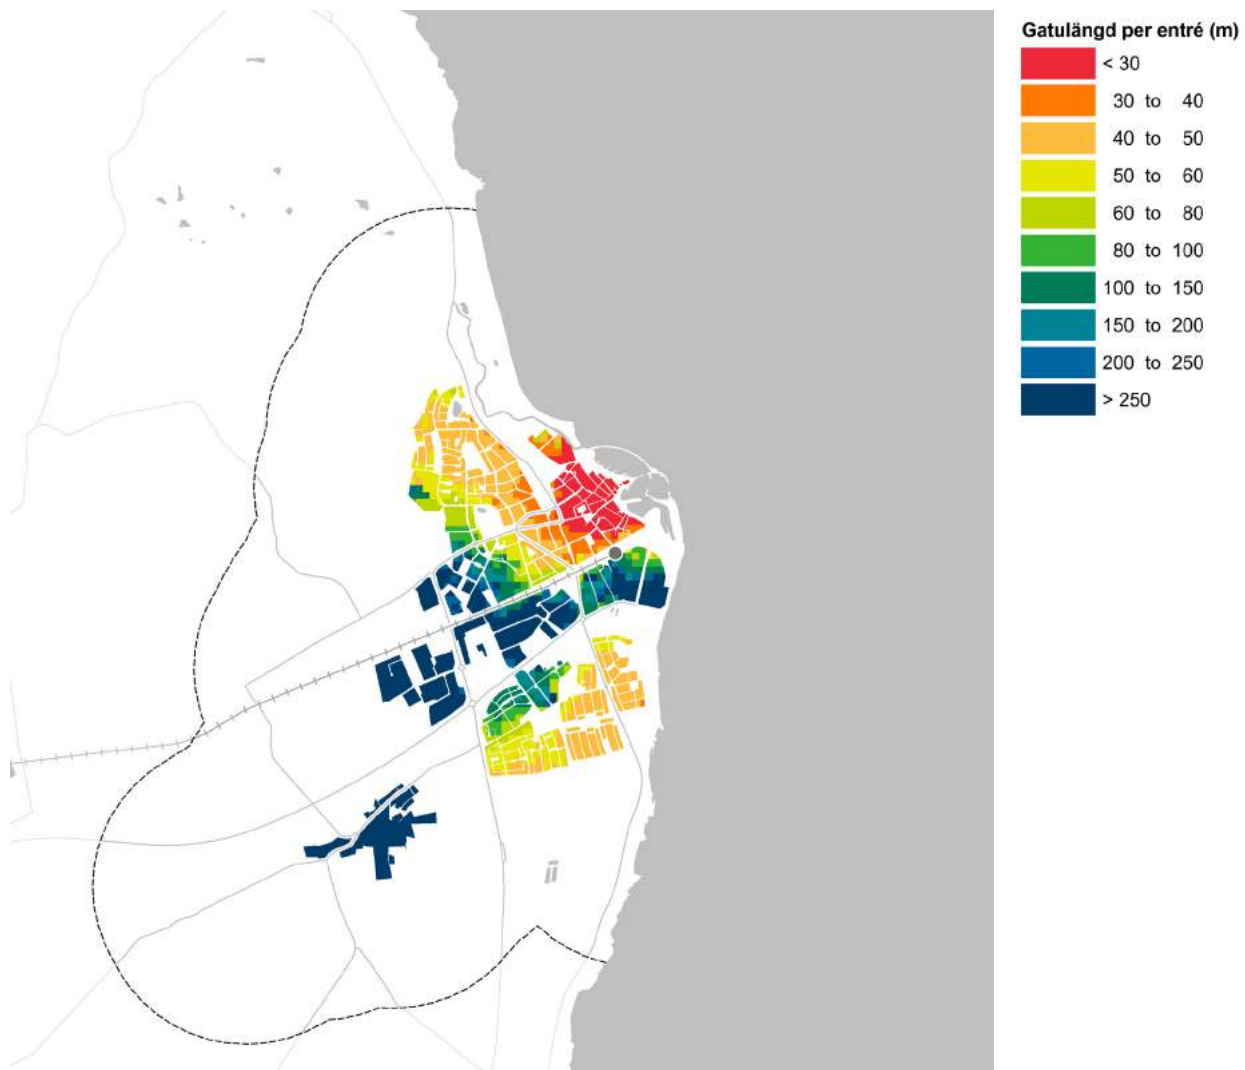 Gatulängd per entré (m)
< 30
30 to 40
40 to 50
50 to 60
60 to 80
80 to 100
100 to 150
150 to 200
200 to 250
> 250